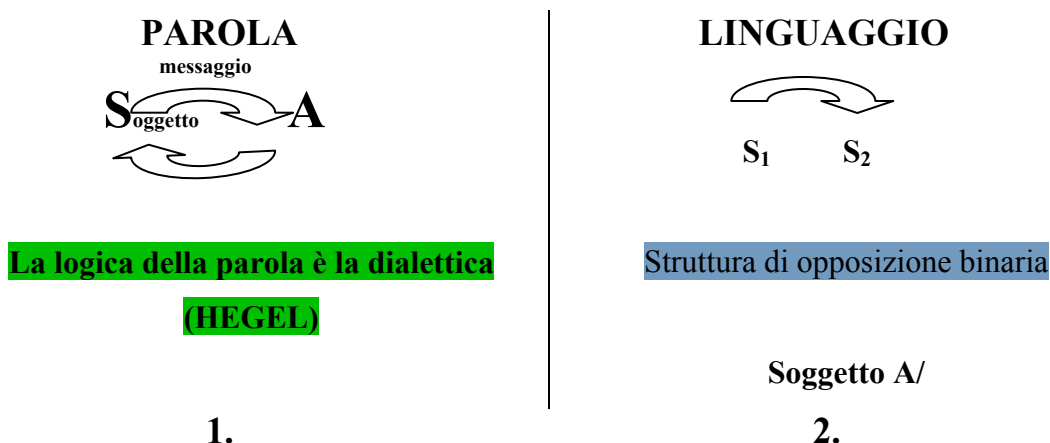 PAROLA
messaggio
Soggetto A
La logica della parola è la dialettica
(HEGEL)
1.
LINGUAGGIO
S₁ S₂
Struttura di opposizione binaria
Soggetto A/
2.